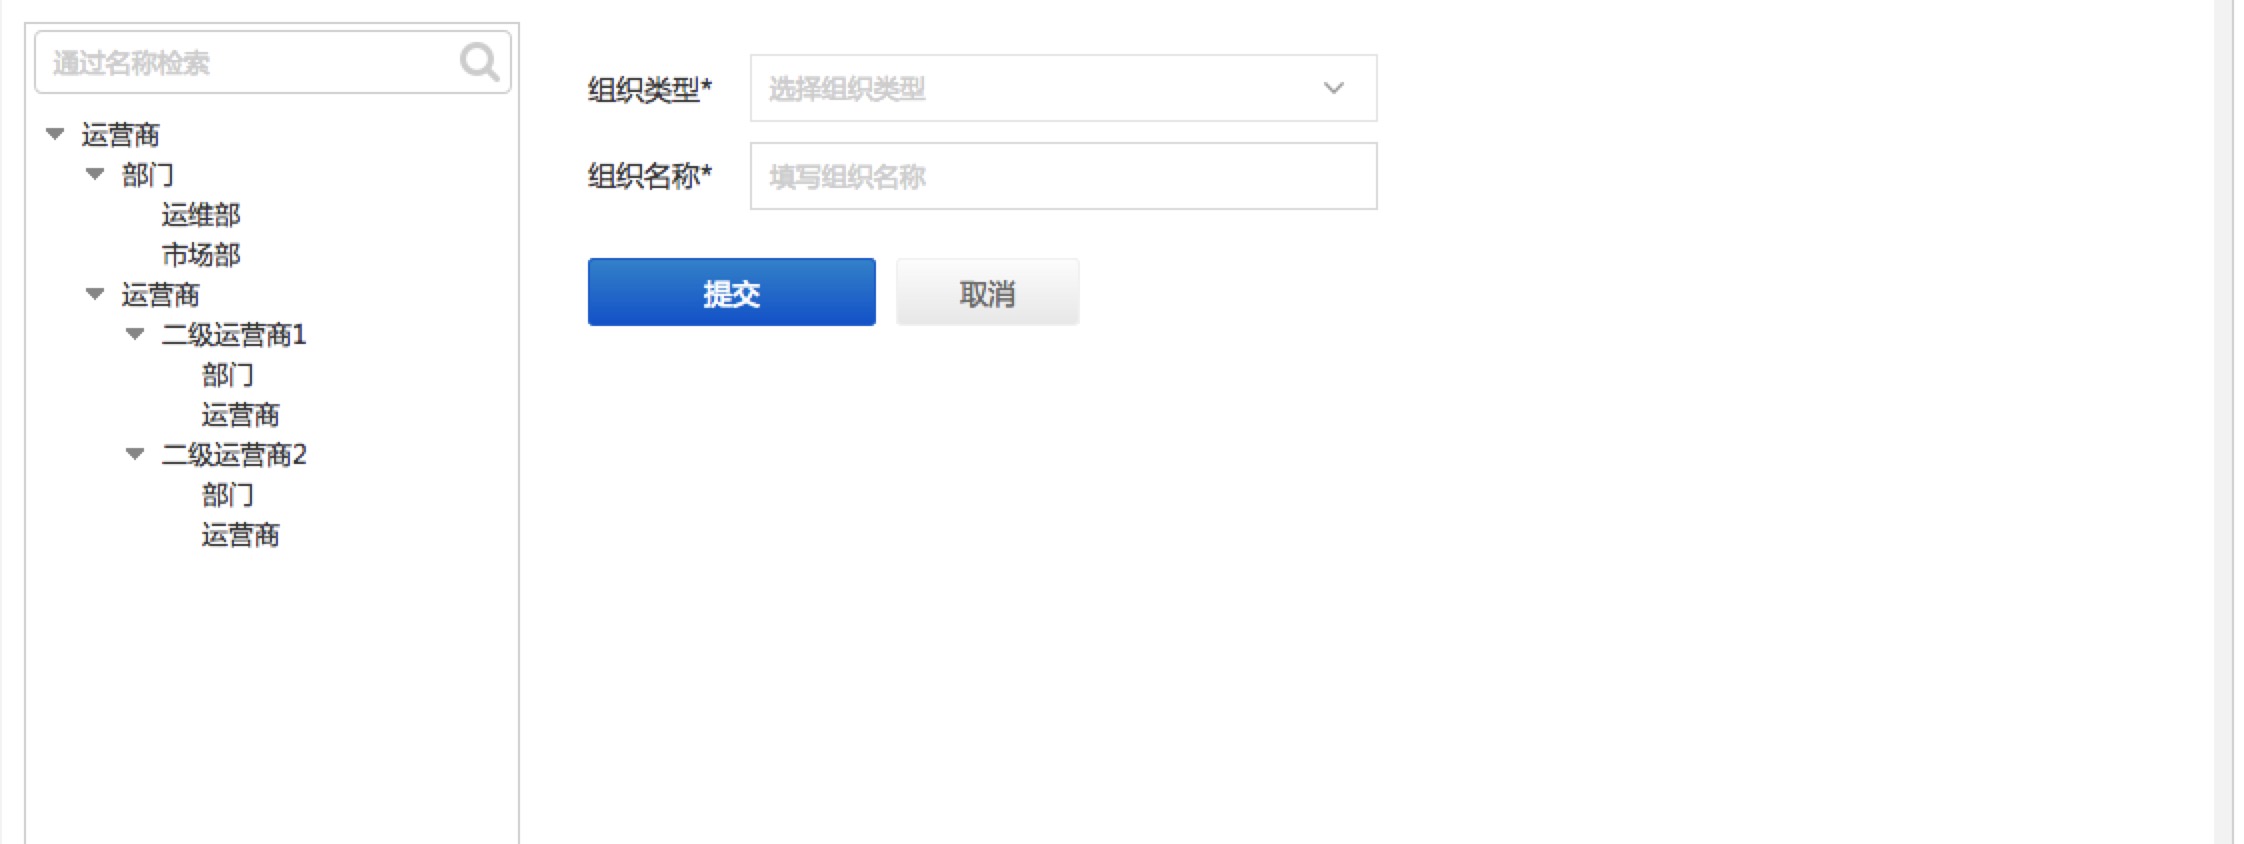 通过名称检索
运营商
部门
运维部
市场部
运营商
二级运营商1
部门
运营商
二级运营商2
部门
运营商
组织类型* 选择组织类型
组织名称* 填写组织名称
提交 取消